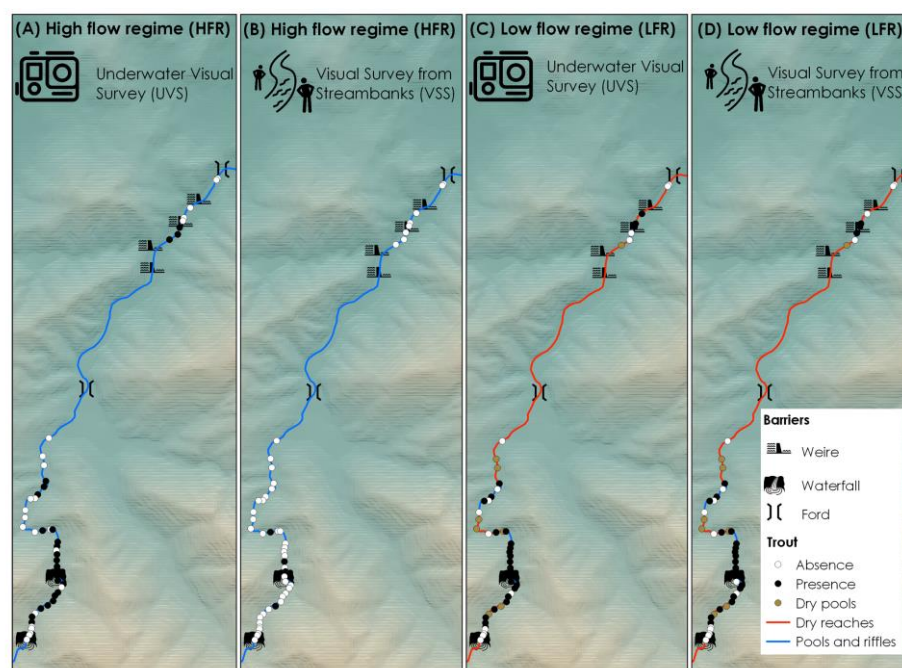 (A) High flow regime (HFR)
Underwater Visual
Survey (UVS)
(B) High flow regime (HFR)
Visual Survey from
Streambanks (VSS)
(C) Low flow regime (LFR)
Underwater Visual
Survey (UVS)
(D) Low flow regime (LFR)
Visual Survey from
Streambanks (VSS)
Barriers
Weire
Waterfall
Ford
Trout
Absence
Presence
Dry pools
Dry reaches
Pools and riffles